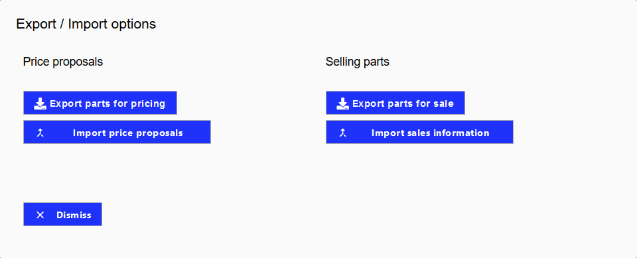 Export / Import options
Price proposals
Export parts for pricing
Import price proposals
Selling parts
Export parts for sale
Import sales information
Dismiss